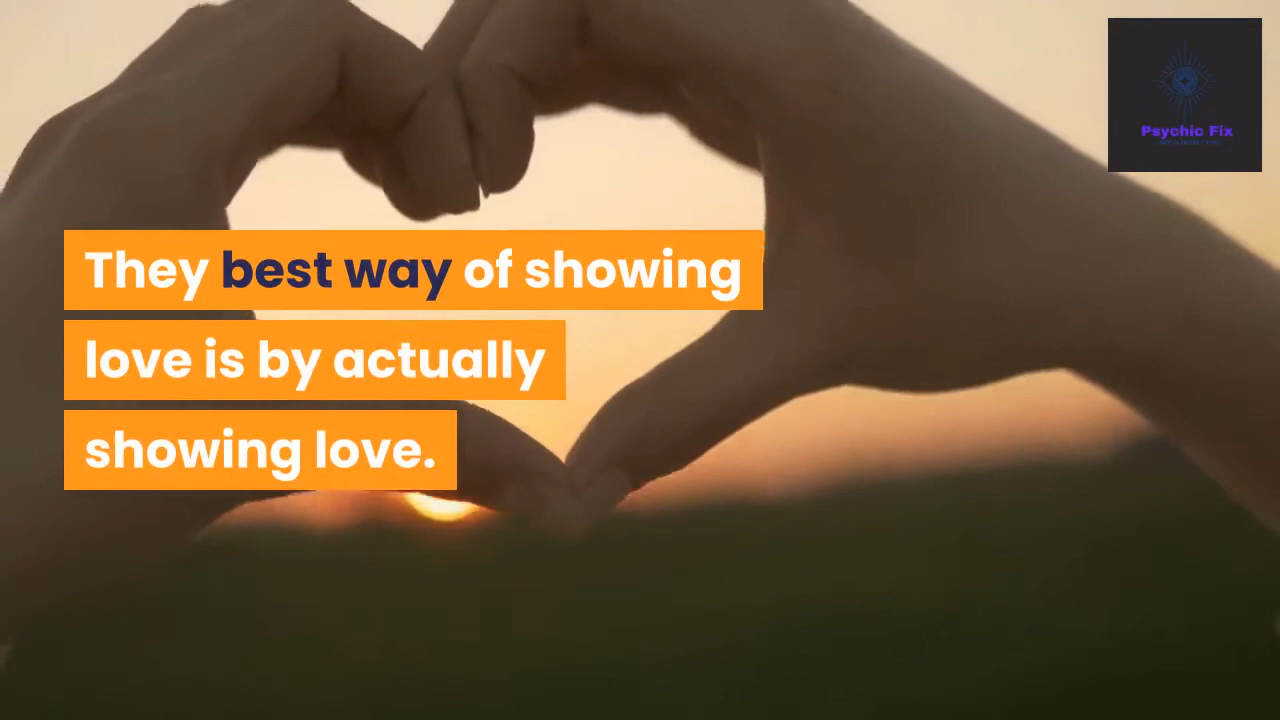 Psychic Fix
They best way of showing
love is by actually
showing love.